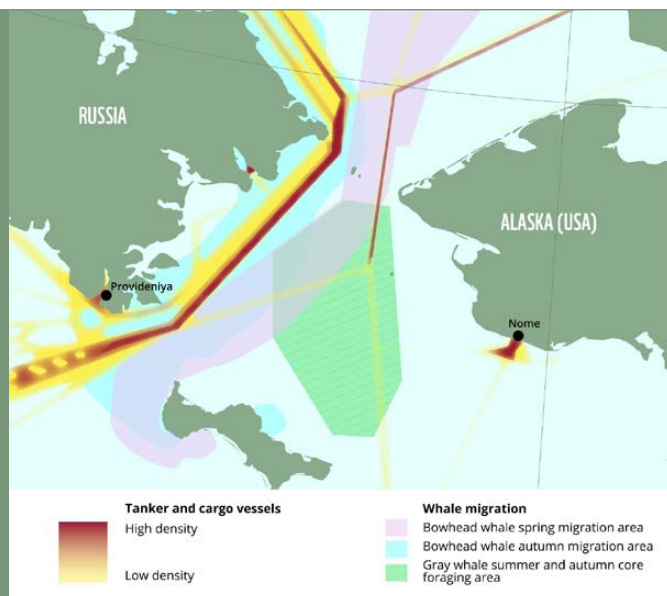 RUSSIA
ALASKA (USA)
Provideniya
Nome
Tanker and cargo vessels
High density
Low density
Whale migration
Bowhead whale spring migration area
Bowhead whale autumn migration area
Gray whale summer and autumn core
foraging area